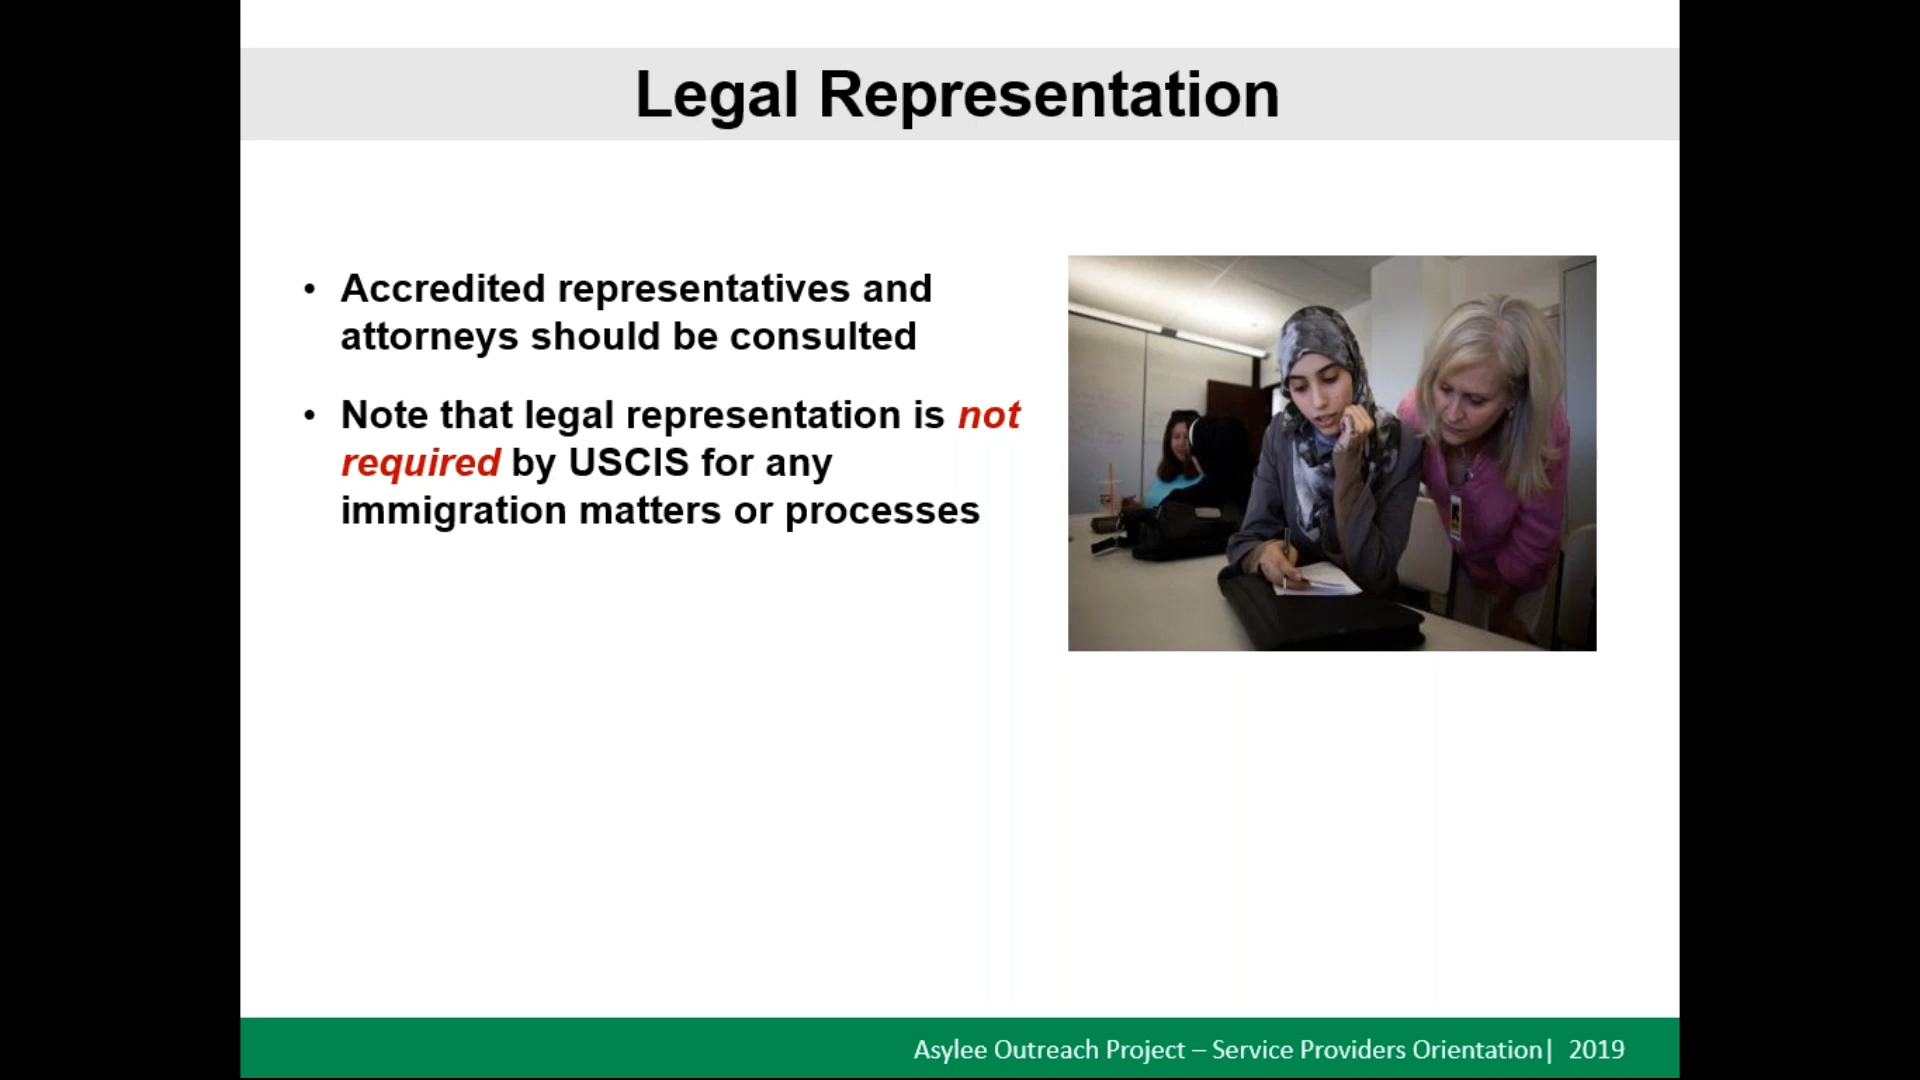 Legal Representation
• Accredited representatives and
attorneys should be consulted
• Note that legal representation is not
required by USCIS for any
immigration matters or processes
Asylee Outreach Project – Service Providers Orientation| 2019